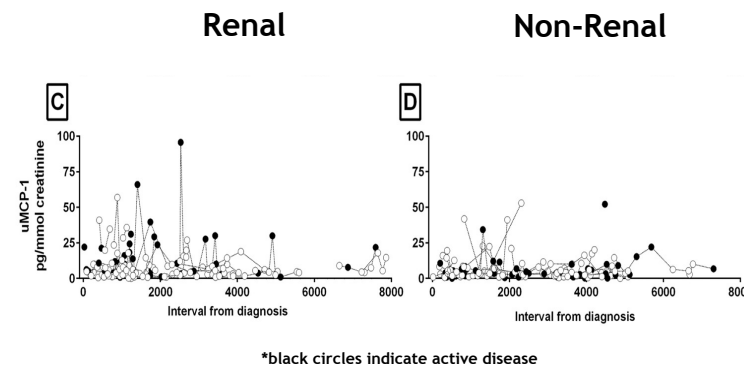 Renal
Non-Renal
C
D
uMCP-1
pg/mmol creatinine
100
75
50
25
0
0
2000
4000
6000
8000
Interval from diagnosis
100
75
50
25
0
0
2000
4000
6000
800
Interval from diagnosis
*black circles indicate active disease